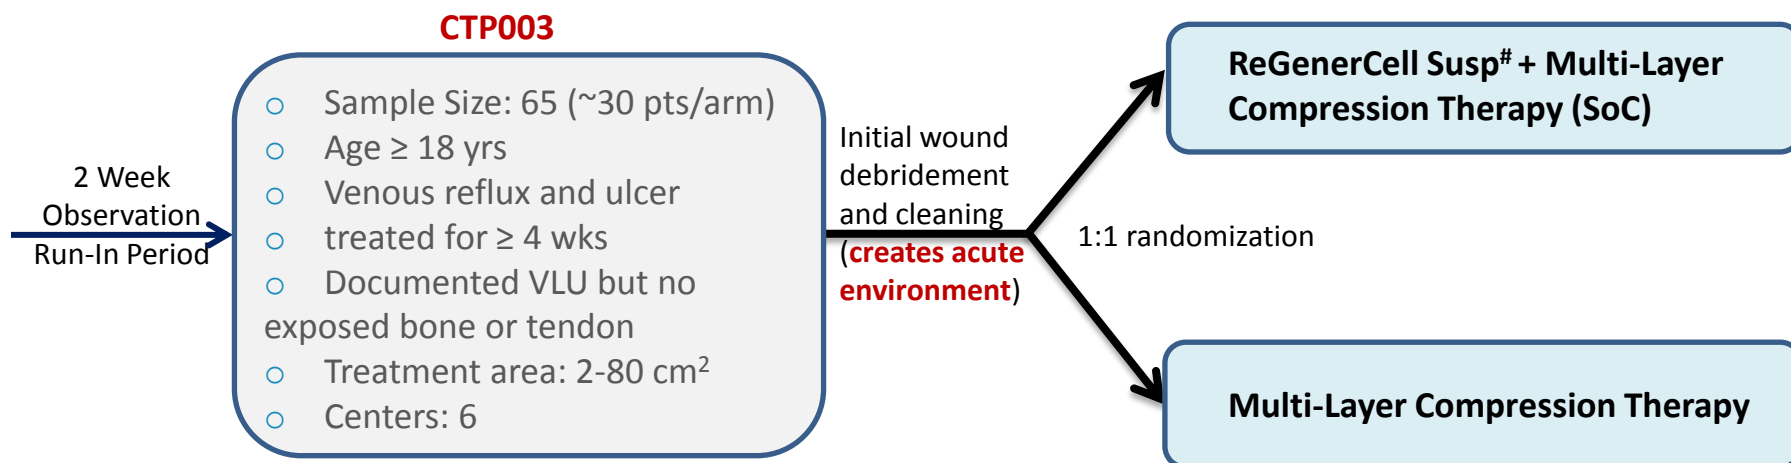 CTP003
2 Week
Observation
Run-In Period
o Sample Size: 65 (~30 pts/arm)
o Age ≥ 18 yrs
o Venous reflux and ulcer
o treated for ≥ 4 wks
o Documented VLU but no
exposed bone or tendon
o Treatment area: 2-80 cm²
o Centers: 6
Initial wound
debridement
and cleaning
(creates acute
environment)
1:1 randomization
ReGenerCell Susp# + Multi-Layer
Compression Therapy (SoC)
Multi-Layer Compression Therapy